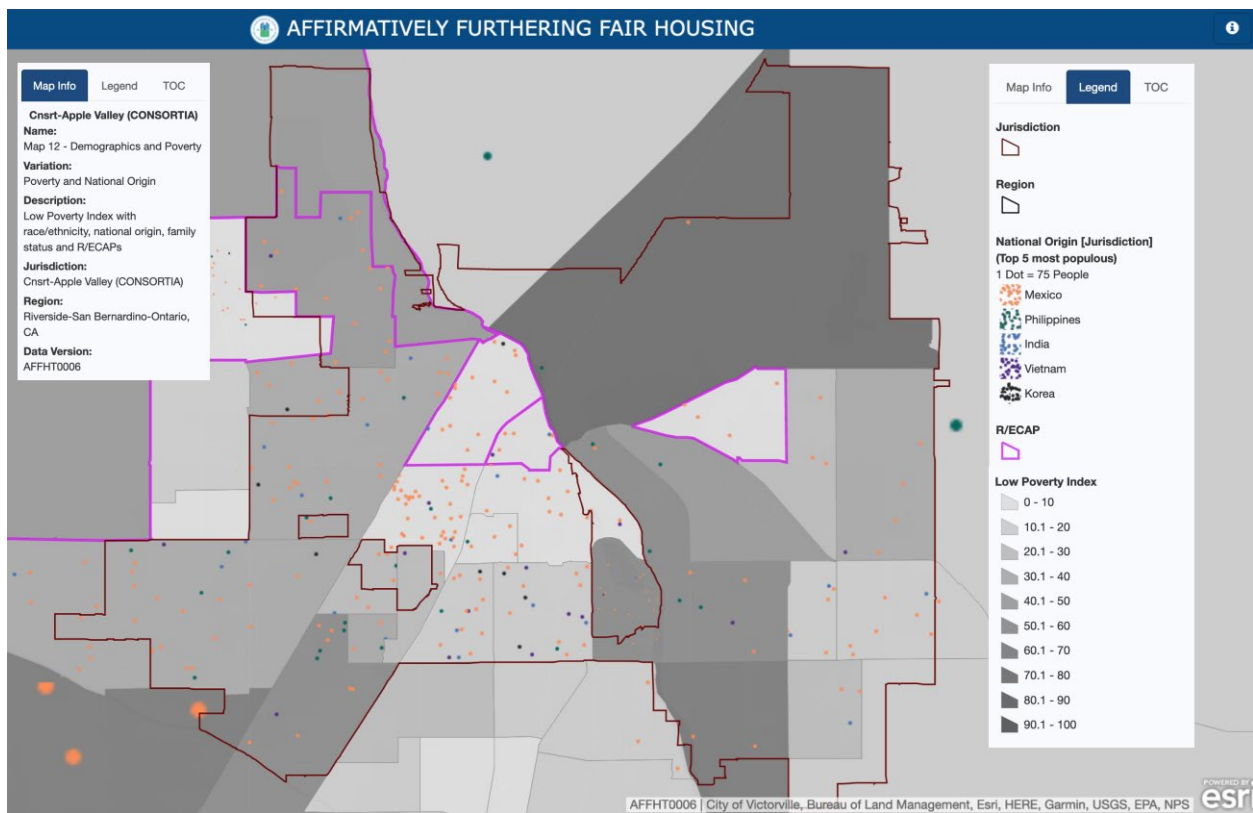 AFFIRMATIVELY FURTHERING FAIR HOUSING
Map Info Legend TOC
Cnsrt-Apple Valley (CONSORTIA)
Name:
Map 12 - Demographics and Poverty
Variation:
Poverty and National Origin
Description:
Low Poverty Index with
race/ethnicity, national origin, family
status and R/ECAPs
Jurisdiction:
Cnsrt-Apple Valley (CONSORTIA)
Region:
Riverside-San Bernardino-Ontario,
CA
Data Version:
AFFHT0006
Map Info Legend TOC
Jurisdiction
Region
National Origin [Jurisdiction]
(Top 5 most populous)
1 Dot = 75 People
Mexico
Philippines
India
Vietnam
Korea
R/ECAP
Low Poverty Index
0 - 10
10.1 - 20
20.1 - 30
30.1 - 40
40.1 - 50
50.1 - 60
60.1 - 70
70.1 - 80
80.1 - 90
90.1 - 100
AFFHT0006 | City of Victorville, Bureau of Land Management, Esri, HERE, Garmin, USGS, EPA, NPS
POWERED BY
esri